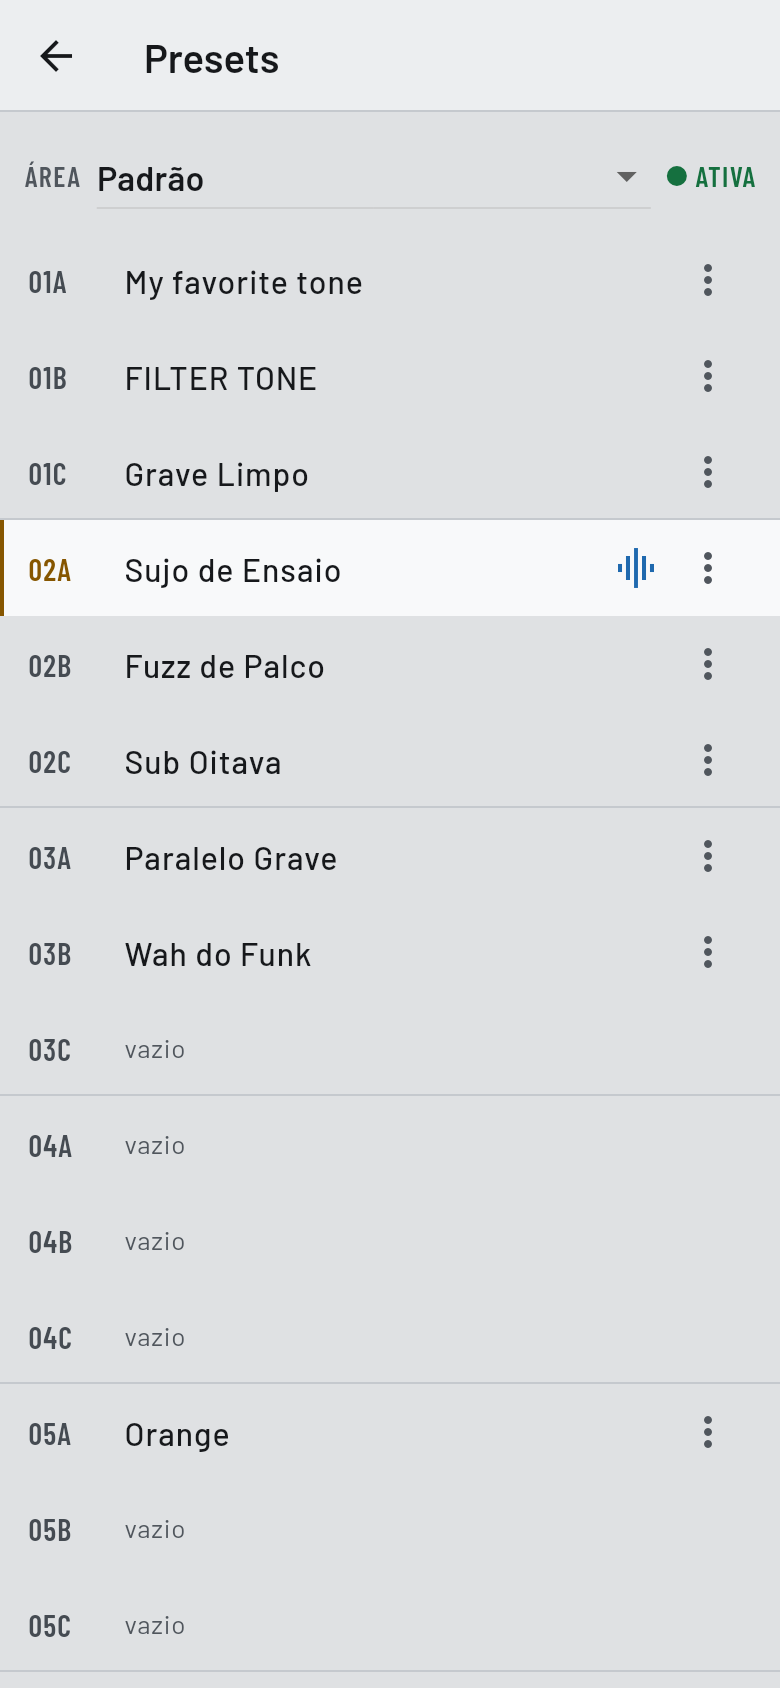 Presets
ÁREA Padrão ATIVA
01A My favorite tone
01B FILTER TONE
01C Grave Limpo
02A Sujo de Ensaio
02B Fuzz de Palco
02C Sub Oitava
03A Paralelo Grave
03B Wah do Funk
03C vazio
04A vazio
04B vazio
04C vazio
05A Orange
05B vazio
05C vazio